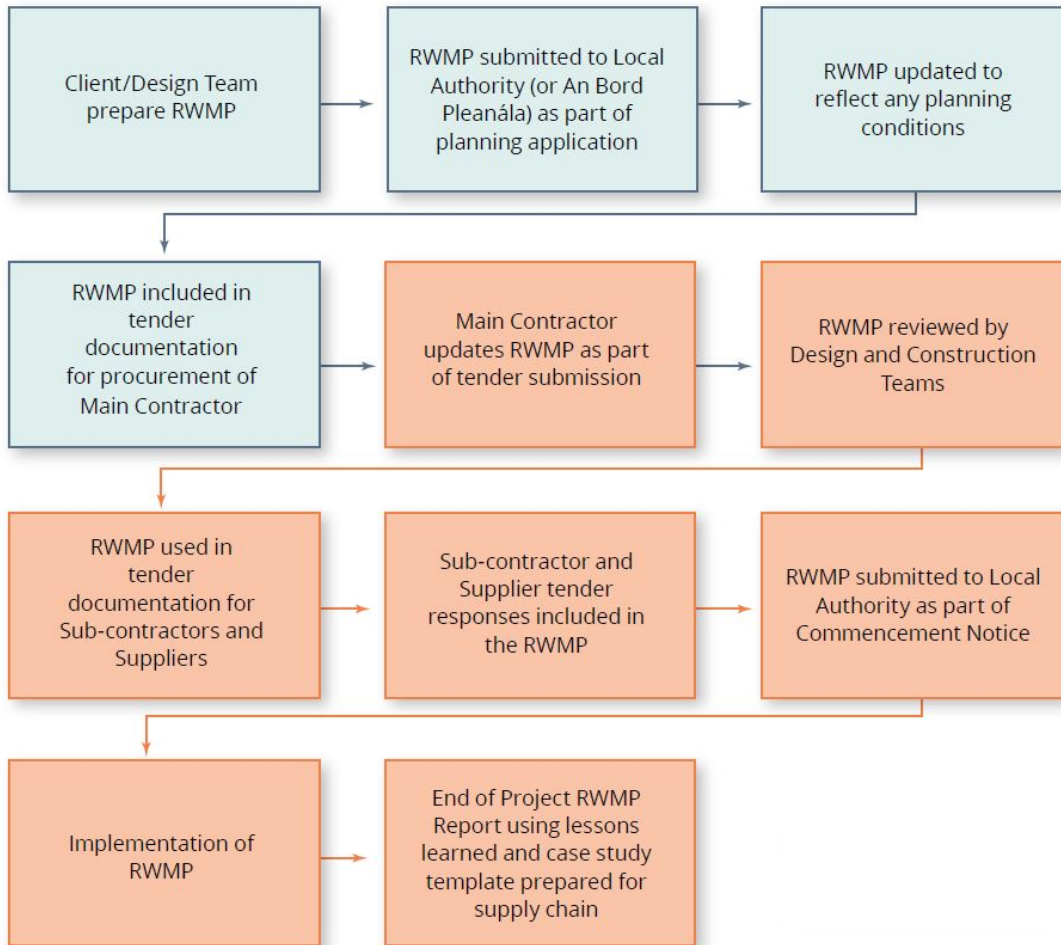 Client/Design Team
prepare RWMP
RWMP submitted to Local
Authority (or An Bord
Pleanála) as part of
planning application
RWMP updated to
reflect any planning
conditions
RWMP included in
tender
documentation
for procurement of
Main Contractor
Main Contractor
updates RWMP as part
of tender submission
RWMP reviewed by
Design and Construction
Teams
RWMP used in
tender
documentation for
Sub-contractors and
Suppliers
Sub-contractor and
Supplier tender
responses included in
the RWMP
RWMP submitted to Local
Authority as part of
Commencement Notice
Implementation of
RWMP
End of Project RWMP
Report using lessons
learned and case study
template prepared for
supply chain